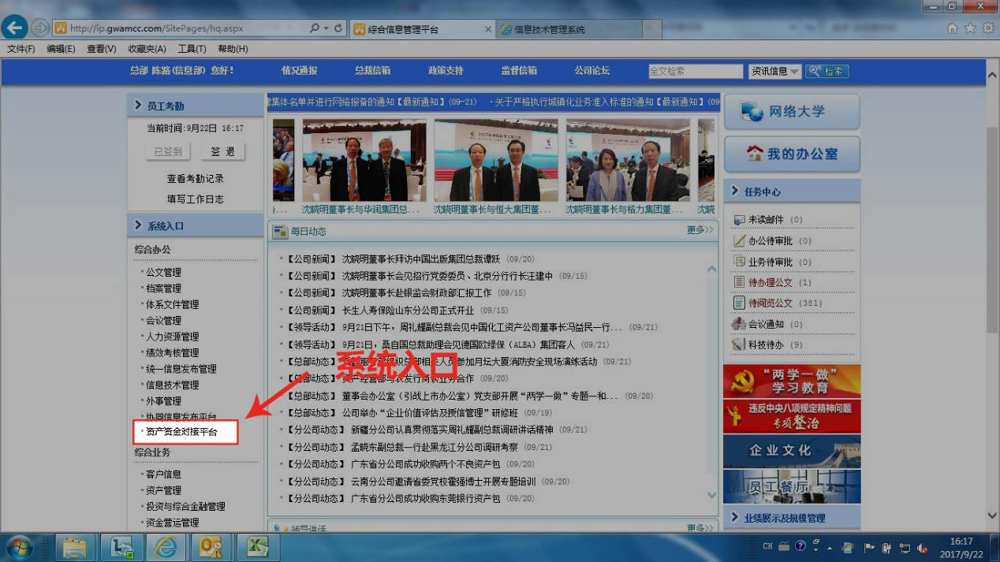 http://ip.gwamcc.com/SitePages/hq.aspx
综合信息管理平台
信息技术管理系统
文件(F) 编辑(E) 查看(V) 收藏夹(A) 工具(T) 帮助(H)
总部 陈路(信息部) 您好！
情况通报 总裁信箱 政策支持 监督信箱 公司论坛
全文检索 资讯信息 检索
员工考勤
当前时间:9月22日 16:17
已签到 签 退
查看考勤记录
填写工作日志
系统入口
综合办公
公文管理
档案管理
体系文件管理
会议管理
人力资源管理
绩效考核管理
统一信息发布管理
信息技术管理
外事管理
协同信息发布平台
资产资金对接平台
综合业务
客户信息
资产管理
投资与综合金融管理
资金营运管理
集体名单并进行网络报备的通知【最新通知】(09-21) ·关于严格执行城镇化业务准入标准的通知【最新通知】(09
沈晓明董事长与华润集团总...
沈晓明董事长与恒大集团董...
沈晓明董事长与格力集团董...
沈晓
每日动态 更多>>
【公司新闻】 沈晓明董事长拜访中国出版集团总裁谭跃 (09/20)
【公司新闻】 沈晓明董事长会见招行党委委员、北京分行行长汪建中 (09/15)
【公司新闻】 沈晓明董事长赴银监会财政部汇报工作 (09/15)
【公司新闻】 长生人寿保险山东分公司正式开业 (09/15)
【领导活动】 9月21日下午，周礼耀副总裁会见中国化工资产公司董事长冯益民一行... (09/21)
【领导活动】 9月21日，桑自国总裁助理会见德国欧绿保（ALBA）集团客人 (09/21)
【总部动态】 参加月坛大厦消防安全现场演练活动 (09/21)
系统入口
【总部动态】 合作 (09/20)
【总部动态】 董事会办公室（引战上市办公室）党支部开展“两学一做”专题一和... (09/20)
【总部动态】 公司举办“企业价值评估及授信管理”研修班 (09/19)
【分公司动态】 新疆分公司认真贯彻落实周礼耀副总裁调研讲话精神 (09/21)
【分公司动态】 孟晓东副总裁一行赴黑龙江分公司调研考察 (09/21)
【分公司动态】 广东省分公司成功收购两个不良资产包 (09/20)
【分公司动态】 云南分公司邀请省委党校霍强博士开展专题培训 (09/20)
【分公司动态】 广东省分公司成功收购东莞银行资产包 (09/20)
领导讲话 更多>>
网络大学
我的办公室
任务中心
未读邮件 (0)
办公待审批 (0)
业务待审批 (0)
待办理公文 (1)
待阅览公文 (381)
会议通知 (0)
科技待办 (9)
“两学一做”
学习教育
违反中央八项规定精神问题
专项整治
企业文化
员工餐厅
业绩展示及规模管理
CH
16:17
2017/9/22